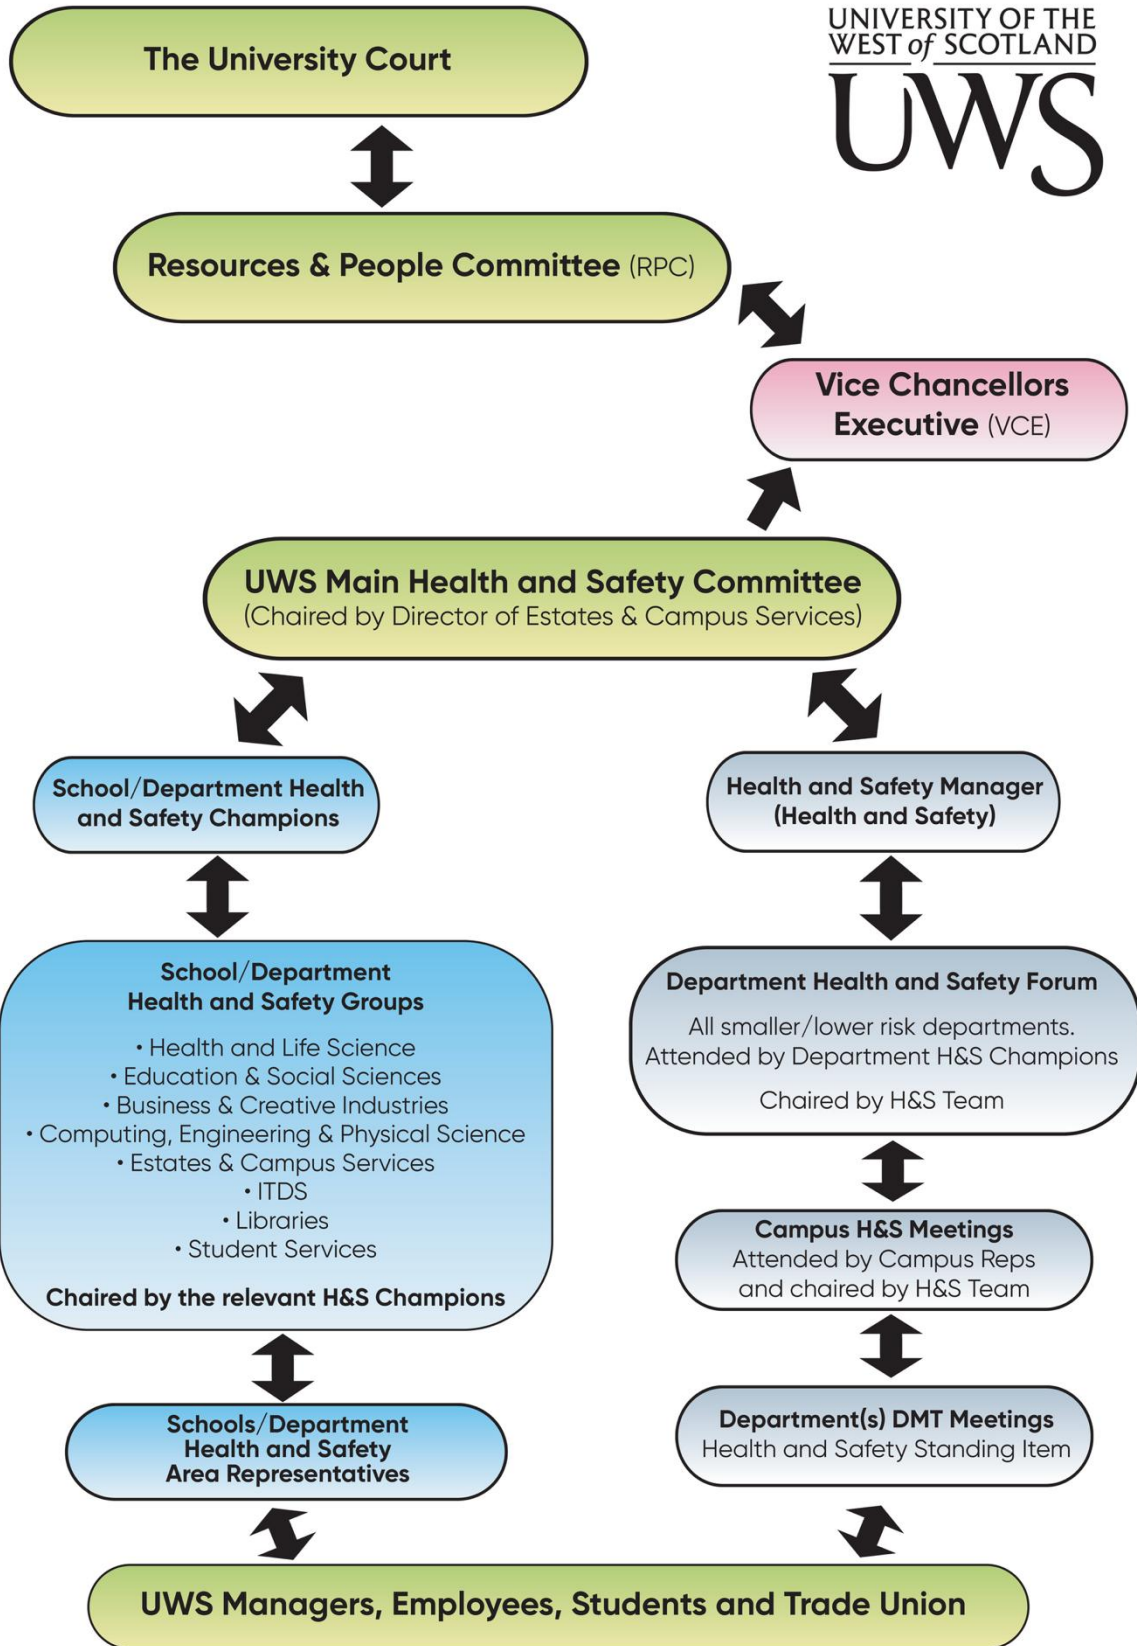 UNIVERSITY OF THE
WEST of SCOTLAND
UWS
The University Court
Resources & People Committee (RPC)
Vice Chancellors
Executive (VCE)
UWS Main Health and Safety Committee
(Chaired by Director of Estates & Campus Services)
School/Department Health
and Safety Champions
Health and Safety Manager
(Health and Safety)
School/Department
Health and Safety Groups
• Health and Life Science
• Education & Social Sciences
• Business & Creative Industries
• Computing, Engineering & Physical Science
• Estates & Campus Services
• ITDS
• Libraries
• Student Services
Chaired by the relevant H&S Champions
Department Health and Safety Forum
All smaller/lower risk departments.
Attended by Department H&S Champions
Chaired by H&S Team
Campus H&S Meetings
Attended by Campus Reps
and chaired by H&S Team
Schools/Department
Health and Safety
Area Representatives
Department(s) DMT Meetings
Health and Safety Standing Item
UWS Managers, Employees, Students and Trade Union